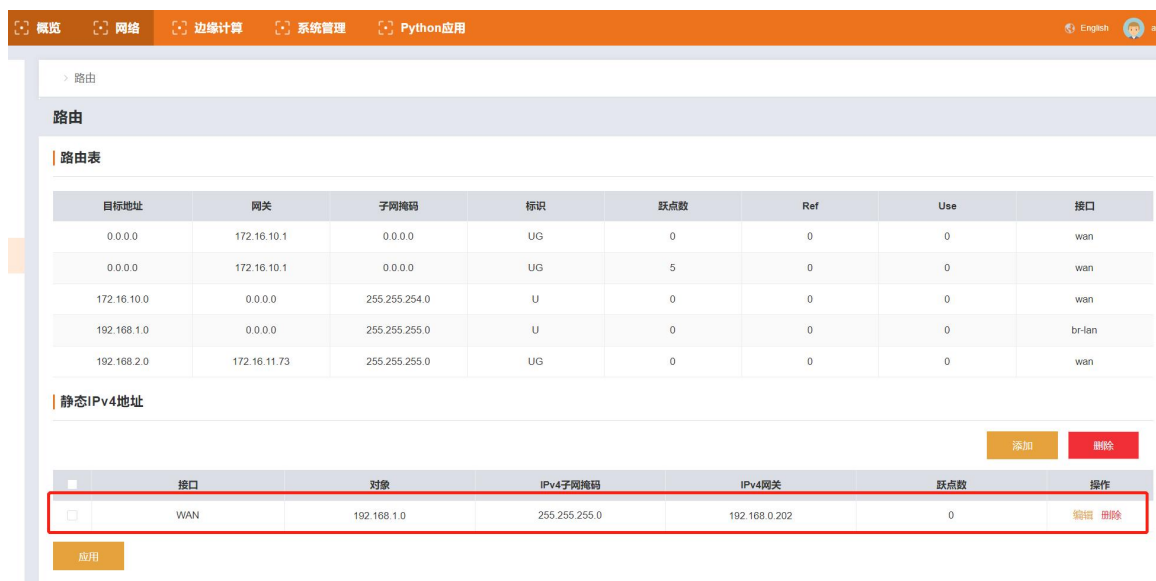 概览 网络 边缘计算 系统管理 Python应用 English a
> 路由
路由
路由表
目标地址 网关 子网掩码 标识 跃点数 Ref Use 接口
0.0.0.0 172.16.10.1 0.0.0.0 UG 0 0 0 wan
0.0.0.0 172.16.10.1 0.0.0.0 UG 5 0 0 wan
172.16.10.0 0.0.0.0 255.255.254.0 U 0 0 0 wan
192.168.1.0 0.0.0.0 255.255.255.0 U 0 0 0 br-lan
192.168.2.0 172.16.11.73 255.255.255.0 UG 0 0 0 wan
静态IPv4地址
添加 删除
接口 对象 IPv4子网掩码 IPv4网关 跃点数 操作
WAN 192.168.1.0 255.255.255.0 192.168.0.202 0 编辑 删除
应用